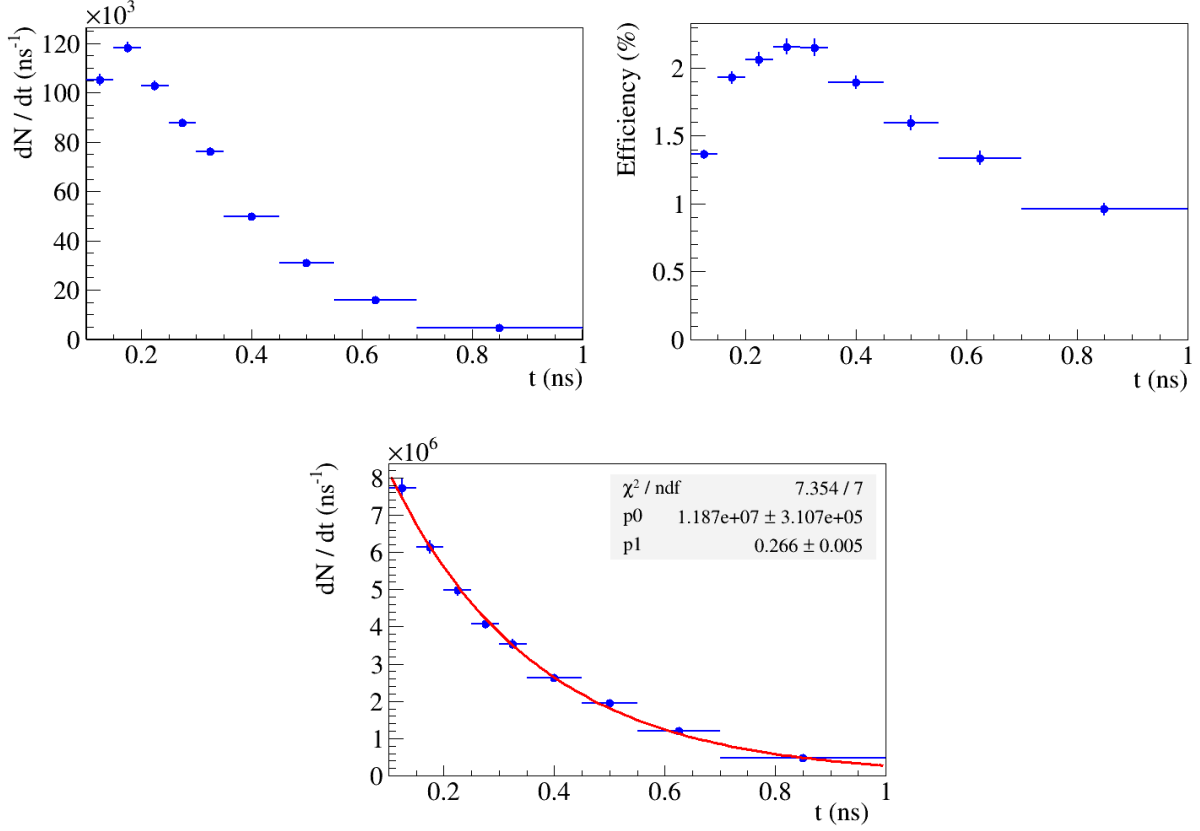 ×10³
dN / dt (ns⁻¹)
120
100
80
60
40
20
0
0.2 0.4 0.6 0.8 1
t (ns)
Efficiency (%)
2
1.5
1
0.5
0
0.2 0.4 0.6 0.8 1
t (ns)
×10⁶
dN / dt (ns⁻¹)
8
7
6
5
4
3
2
1
0
0.2 0.4 0.6 0.8 1
t (ns)
χ² / ndf 7.354 / 7
p0 1.187e+07 ± 3.107e+05
p1 0.266 ± 0.005